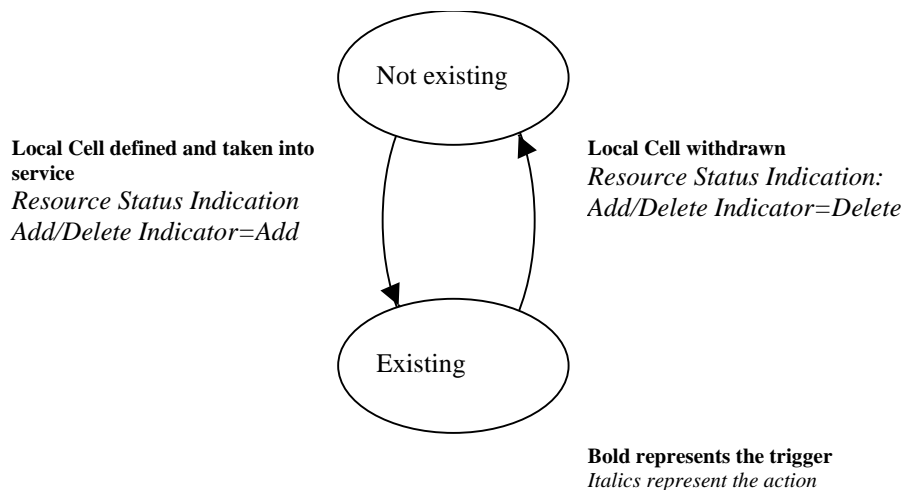 Not existing
Local Cell defined and taken into
service
Resource Status Indication
Add/Delete Indicator=Add
Local Cell withdrawn
Resource Status Indication:
Add/Delete Indicator=Delete
Existing
Bold represents the trigger
Italics represent the action